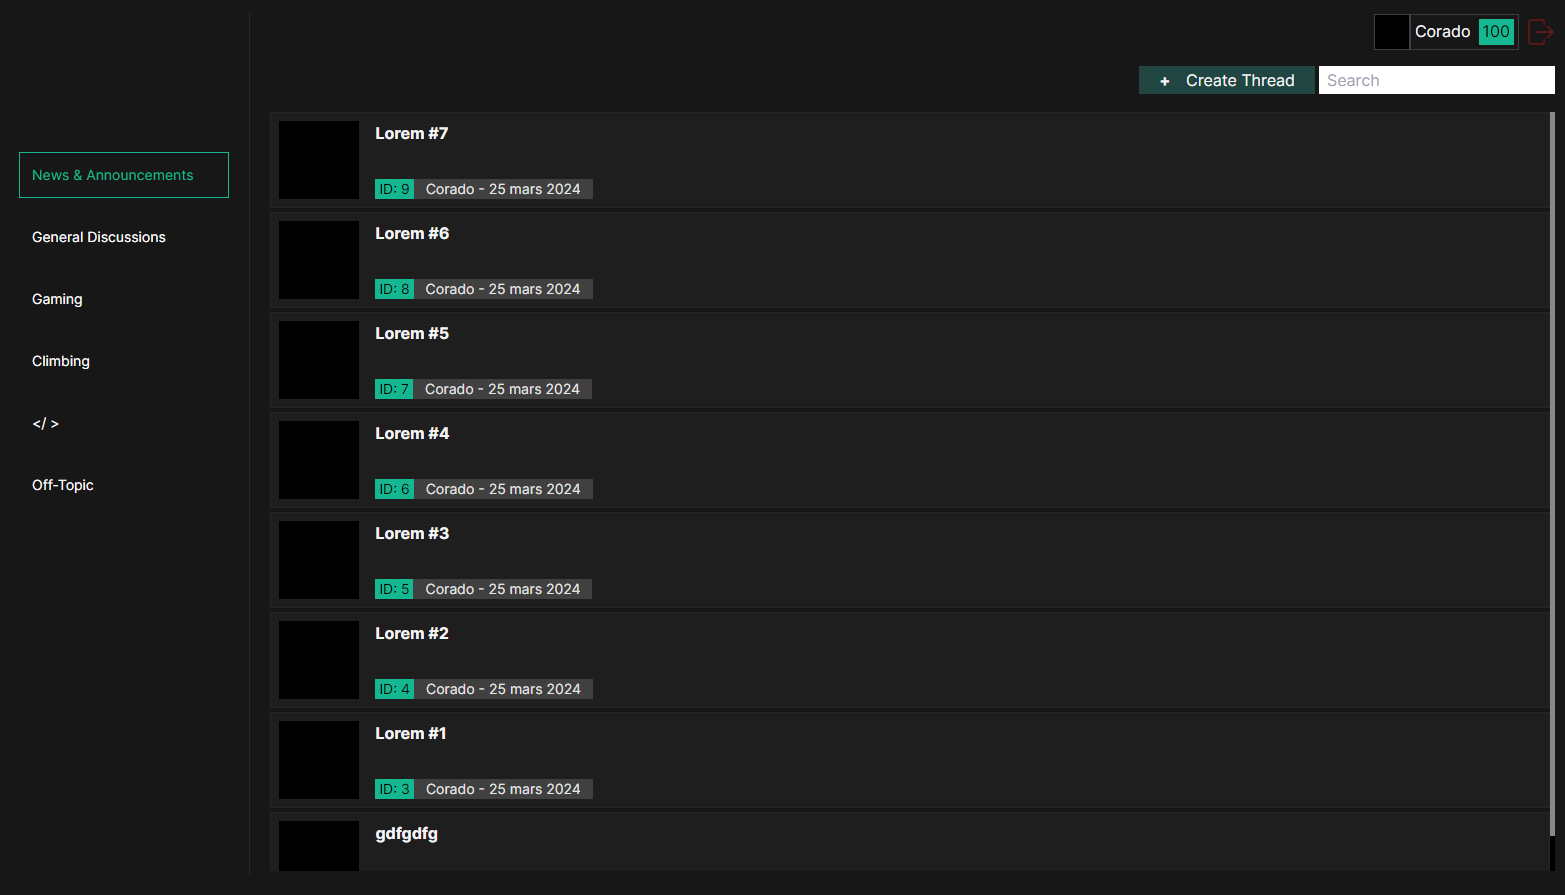 Corado 100
+ Create Thread Search
News & Announcements
General Discussions
Gaming
Climbing
</ >
Off-Topic
Lorem #7
ID: 9 Corado - 25 mars 2024
Lorem #6
ID: 8 Corado - 25 mars 2024
Lorem #5
ID: 7 Corado - 25 mars 2024
Lorem #4
ID: 6 Corado - 25 mars 2024
Lorem #3
ID: 5 Corado - 25 mars 2024
Lorem #2
ID: 4 Corado - 25 mars 2024
Lorem #1
ID: 3 Corado - 25 mars 2024
gdfgdfg